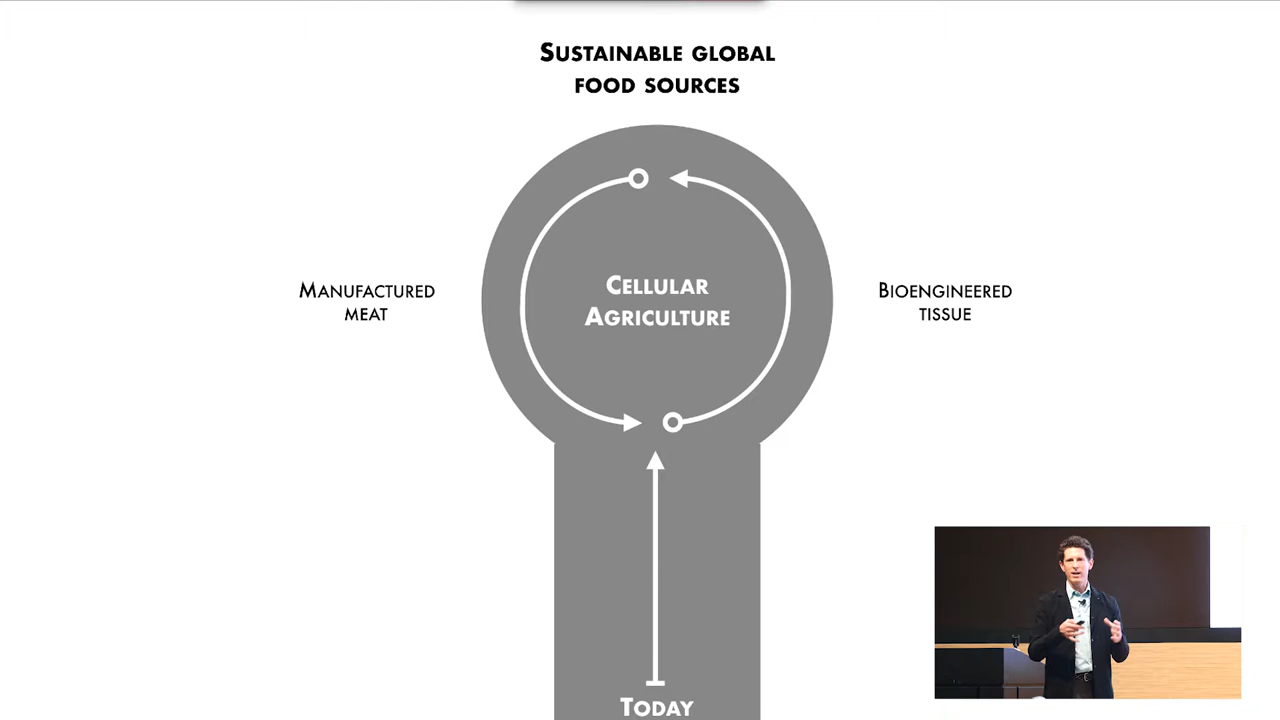 SUSTAINABLE GLOBAL
FOOD SOURCES
MANUFACTURED
MEAT
CELLULAR
AGRICULTURE
BIOENGINEERED
TISSUE
TODAY